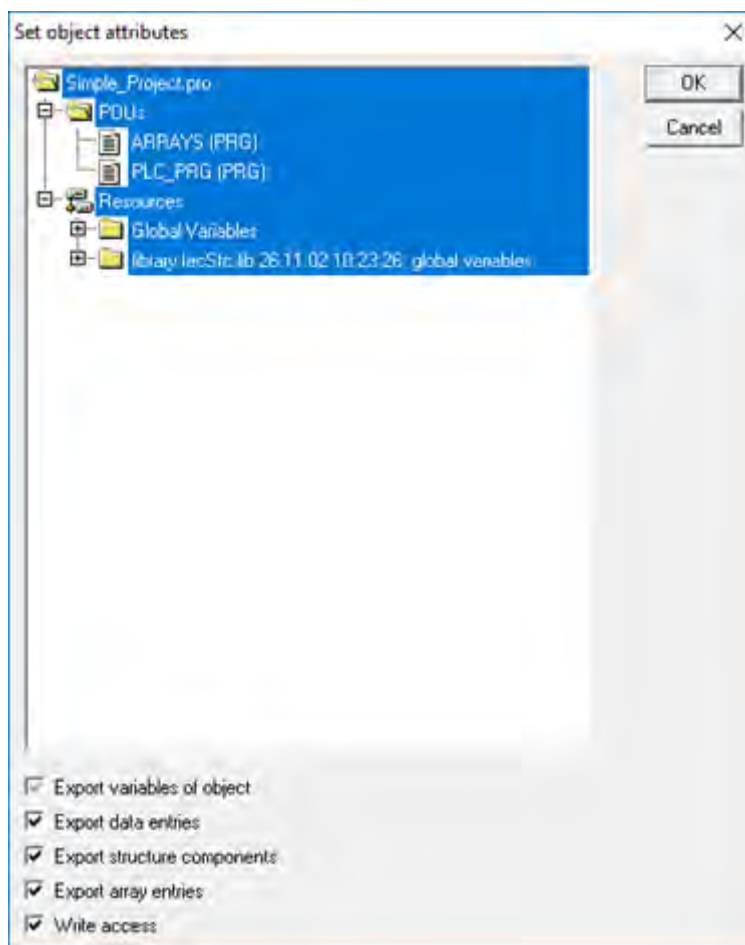 Set object attributes
Simple_Project.pro
OK
POUs
ARRAYS (PRG)
Cancel
PLC_PRG (PRG)
Resources
Global Variables
library Iecsfc.lib 26.11.02 10:23:26: global variables
Export variables of object
Export data entries
Export structure components
Export array entries
Write access